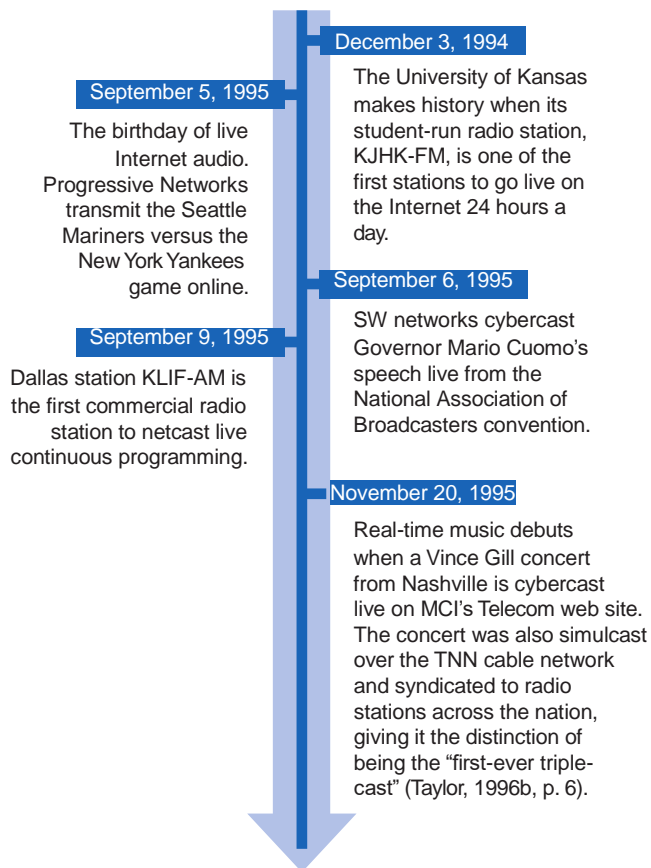 December 3, 1994
The University of Kansas
makes history when its
student-run radio station,
KJHK-FM, is one of the
first stations to go live on
the Internet 24 hours a
day.
September 5, 1995
The birthday of live
Internet audio.
Progressive Networks
transmit the Seattle
Mariners versus the
New York Yankees
game online.
September 6, 1995
SW networks cybercast
Governor Mario Cuomo’s
speech live from the
National Association of
Broadcasters convention.
September 9, 1995
Dallas station KLIF-AM is
the first commercial radio
station to netcast live
continuous programming.
November 20, 1995
Real-time music debuts
when a Vince Gill concert
from Nashville is cybercast
live on MCI’s Telecom web site.
The concert was also simulcast
over the TNN cable network
and syndicated to radio
stations across the nation,
giving it the distinction of
being the “first-ever triple-
cast” (Taylor, 1996b, p. 6).